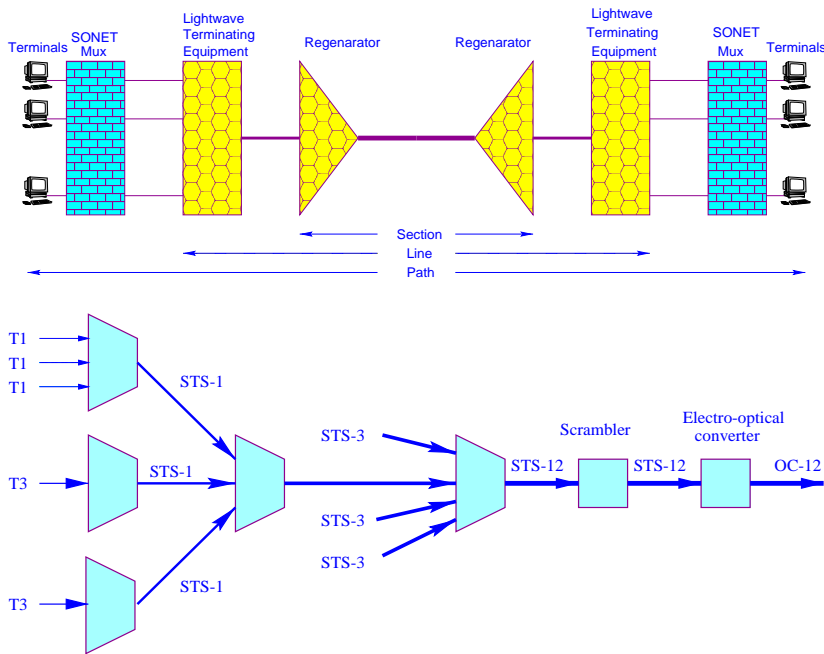 Lightwave
Terminating
Equipment
Lightwave
Terminating
Equipment
SONET
Mux
SONET
Mux
Terminals
Regenarator
Regenarator
Terminals
Section
Line
Path
T1
T1
T1
STS-1
STS-3
Scrambler
Electro-optical
converter
T3
STS-1
STS-12
STS-12
OC-12
STS-3
STS-3
T3
STS-1